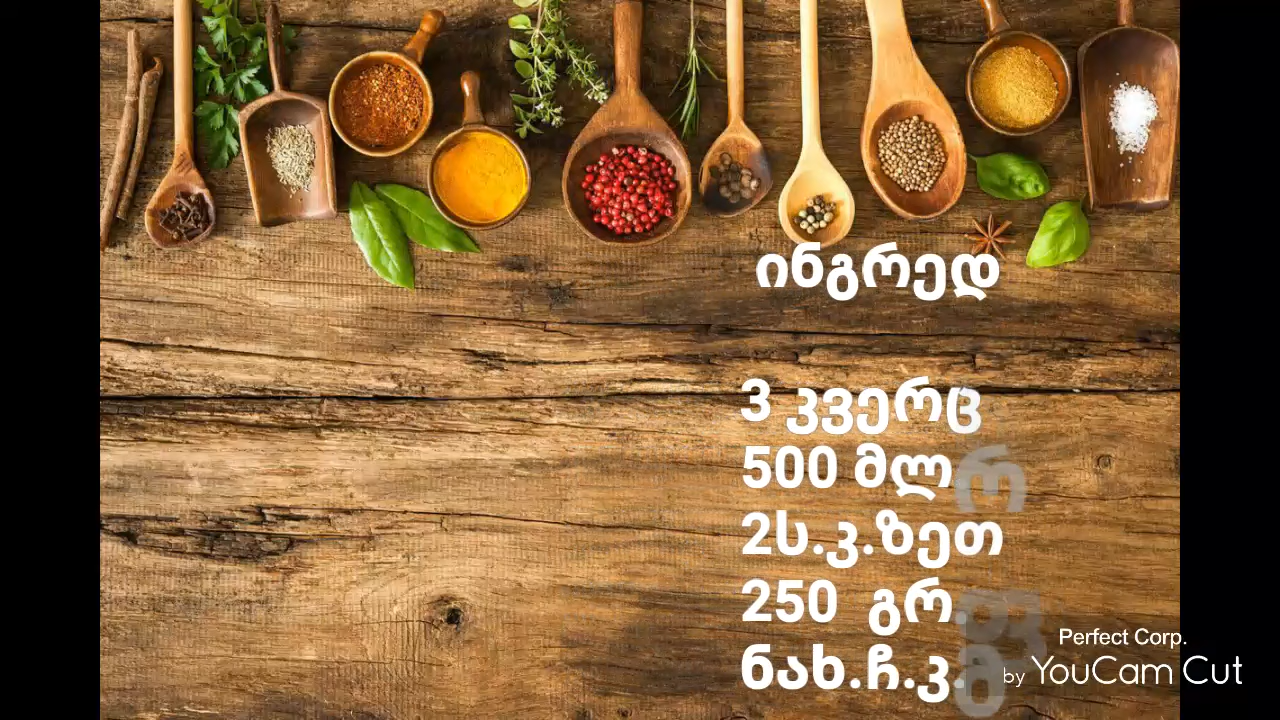 ინგრედ
3 კვერც
500 მლ რ
2ს.კ.ზეთ
250 გრ.
ნახ.ჩ.კ.
Perfect Corp.
by YouCam Cut